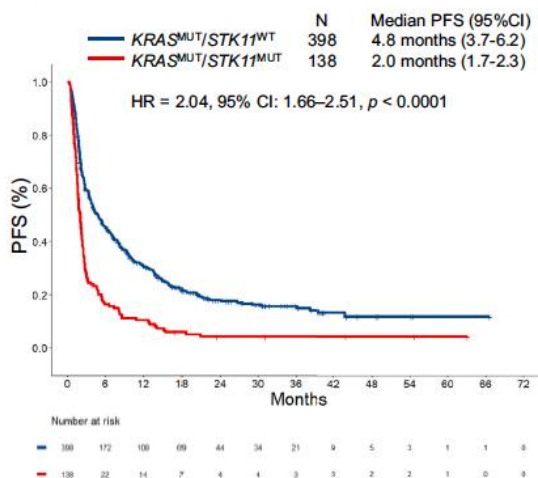 N Median PFS (95%CI)
KRASMUT/STK11WT 398 4.8 months (3.7-6.2)
KRASMUT/STK11MUT 138 2.0 months (1.7-2.3)
HR = 2.04, 95% CI: 1.66–2.51, p < 0.0001
PFS (%)
1.0
0.8
0.6
0.4
0.2
0.0
0 6 12 18 24 30 36 42 48 54 60 66 72
Months
Number at risk
398 172 109 69 44 34 21 9 5 3 1 1 0
138 22 14 7 4 4 3 3 2 2 1 0 0